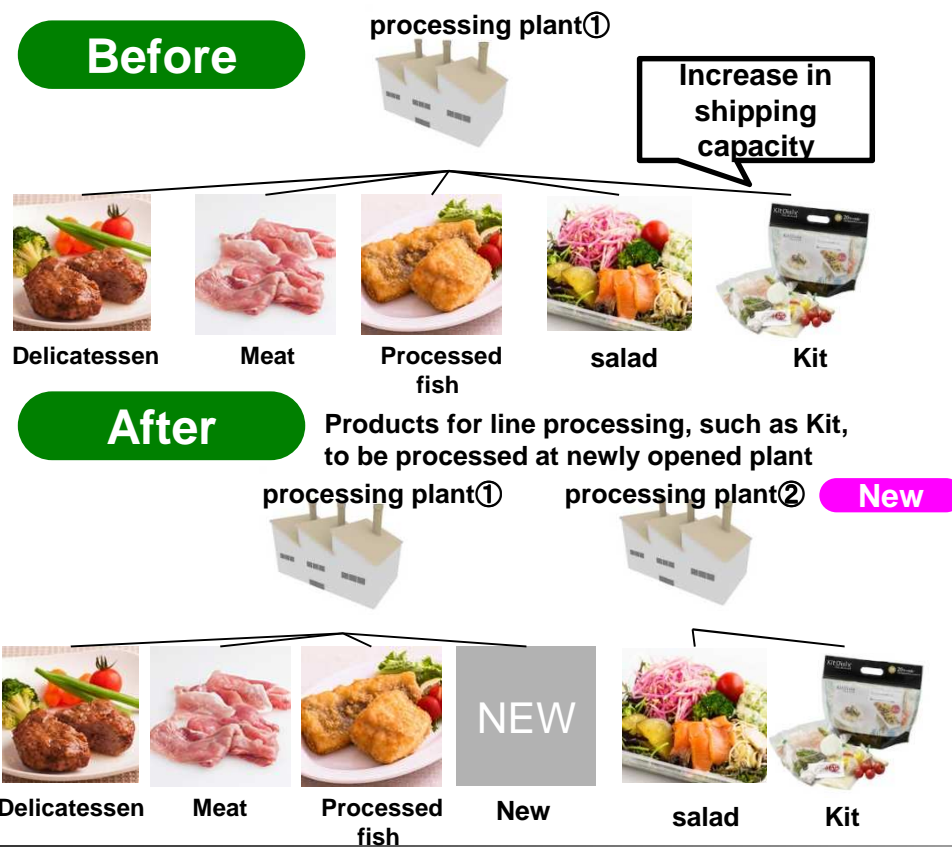 processing plant①
Before
Increase in
shipping
capacity
KitOisix
Delicatessen
Meat
Processed
fish
salad
Kit
After
Products for line processing, such as Kit,
to be processed at newly opened plant
processing plant①
processing plant②
New
NEW
KitOisix
Delicatessen
Meat
Processed
fish
New
salad
Kit